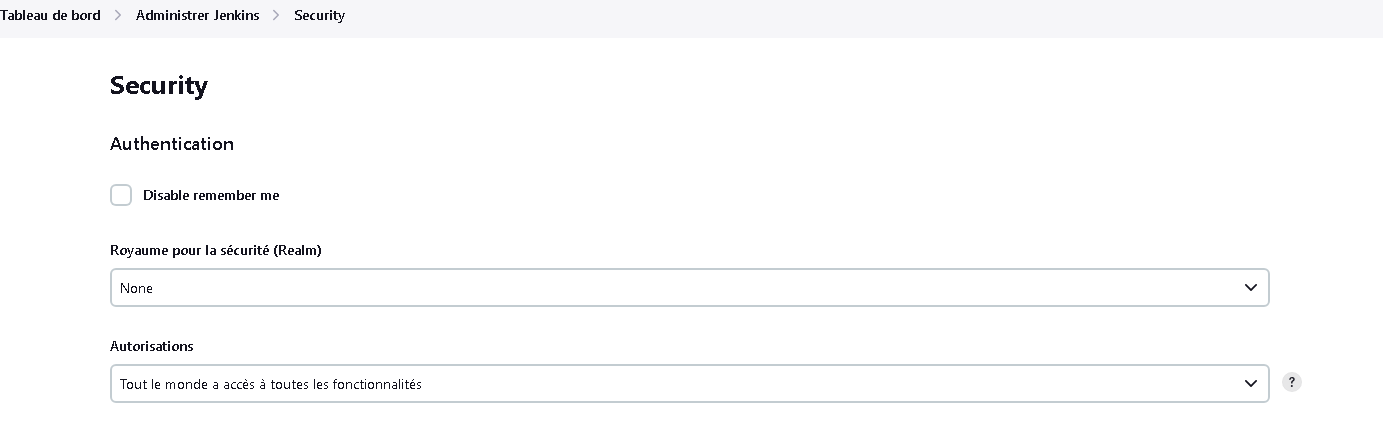 Tableau de bord > Administrer Jenkins > Security
Security
Authentication
Disable remember me
Royaume pour la sécurité (Realm)
None
Autorisations
Tout le monde a accès à toutes les fonctionnalités ?